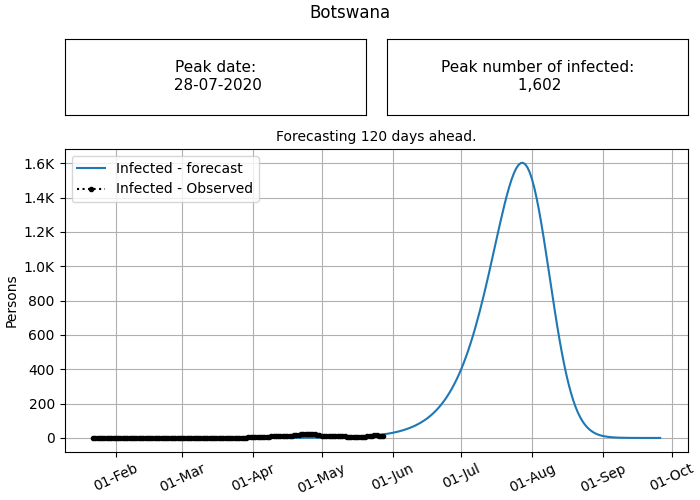 Botswana
Peak date:
28-07-2020
Peak number of infected:
1,602
Forecasting 120 days ahead.
Infected - forecast
Infected - Observed
1.6K
1.4K
1.2K
1.0K
800
600
400
200
0
Persons
01-Feb
01-Mar
01-Apr
01-May
01-Jun
01-Jul
01-Aug
01-Sep
01-Oct